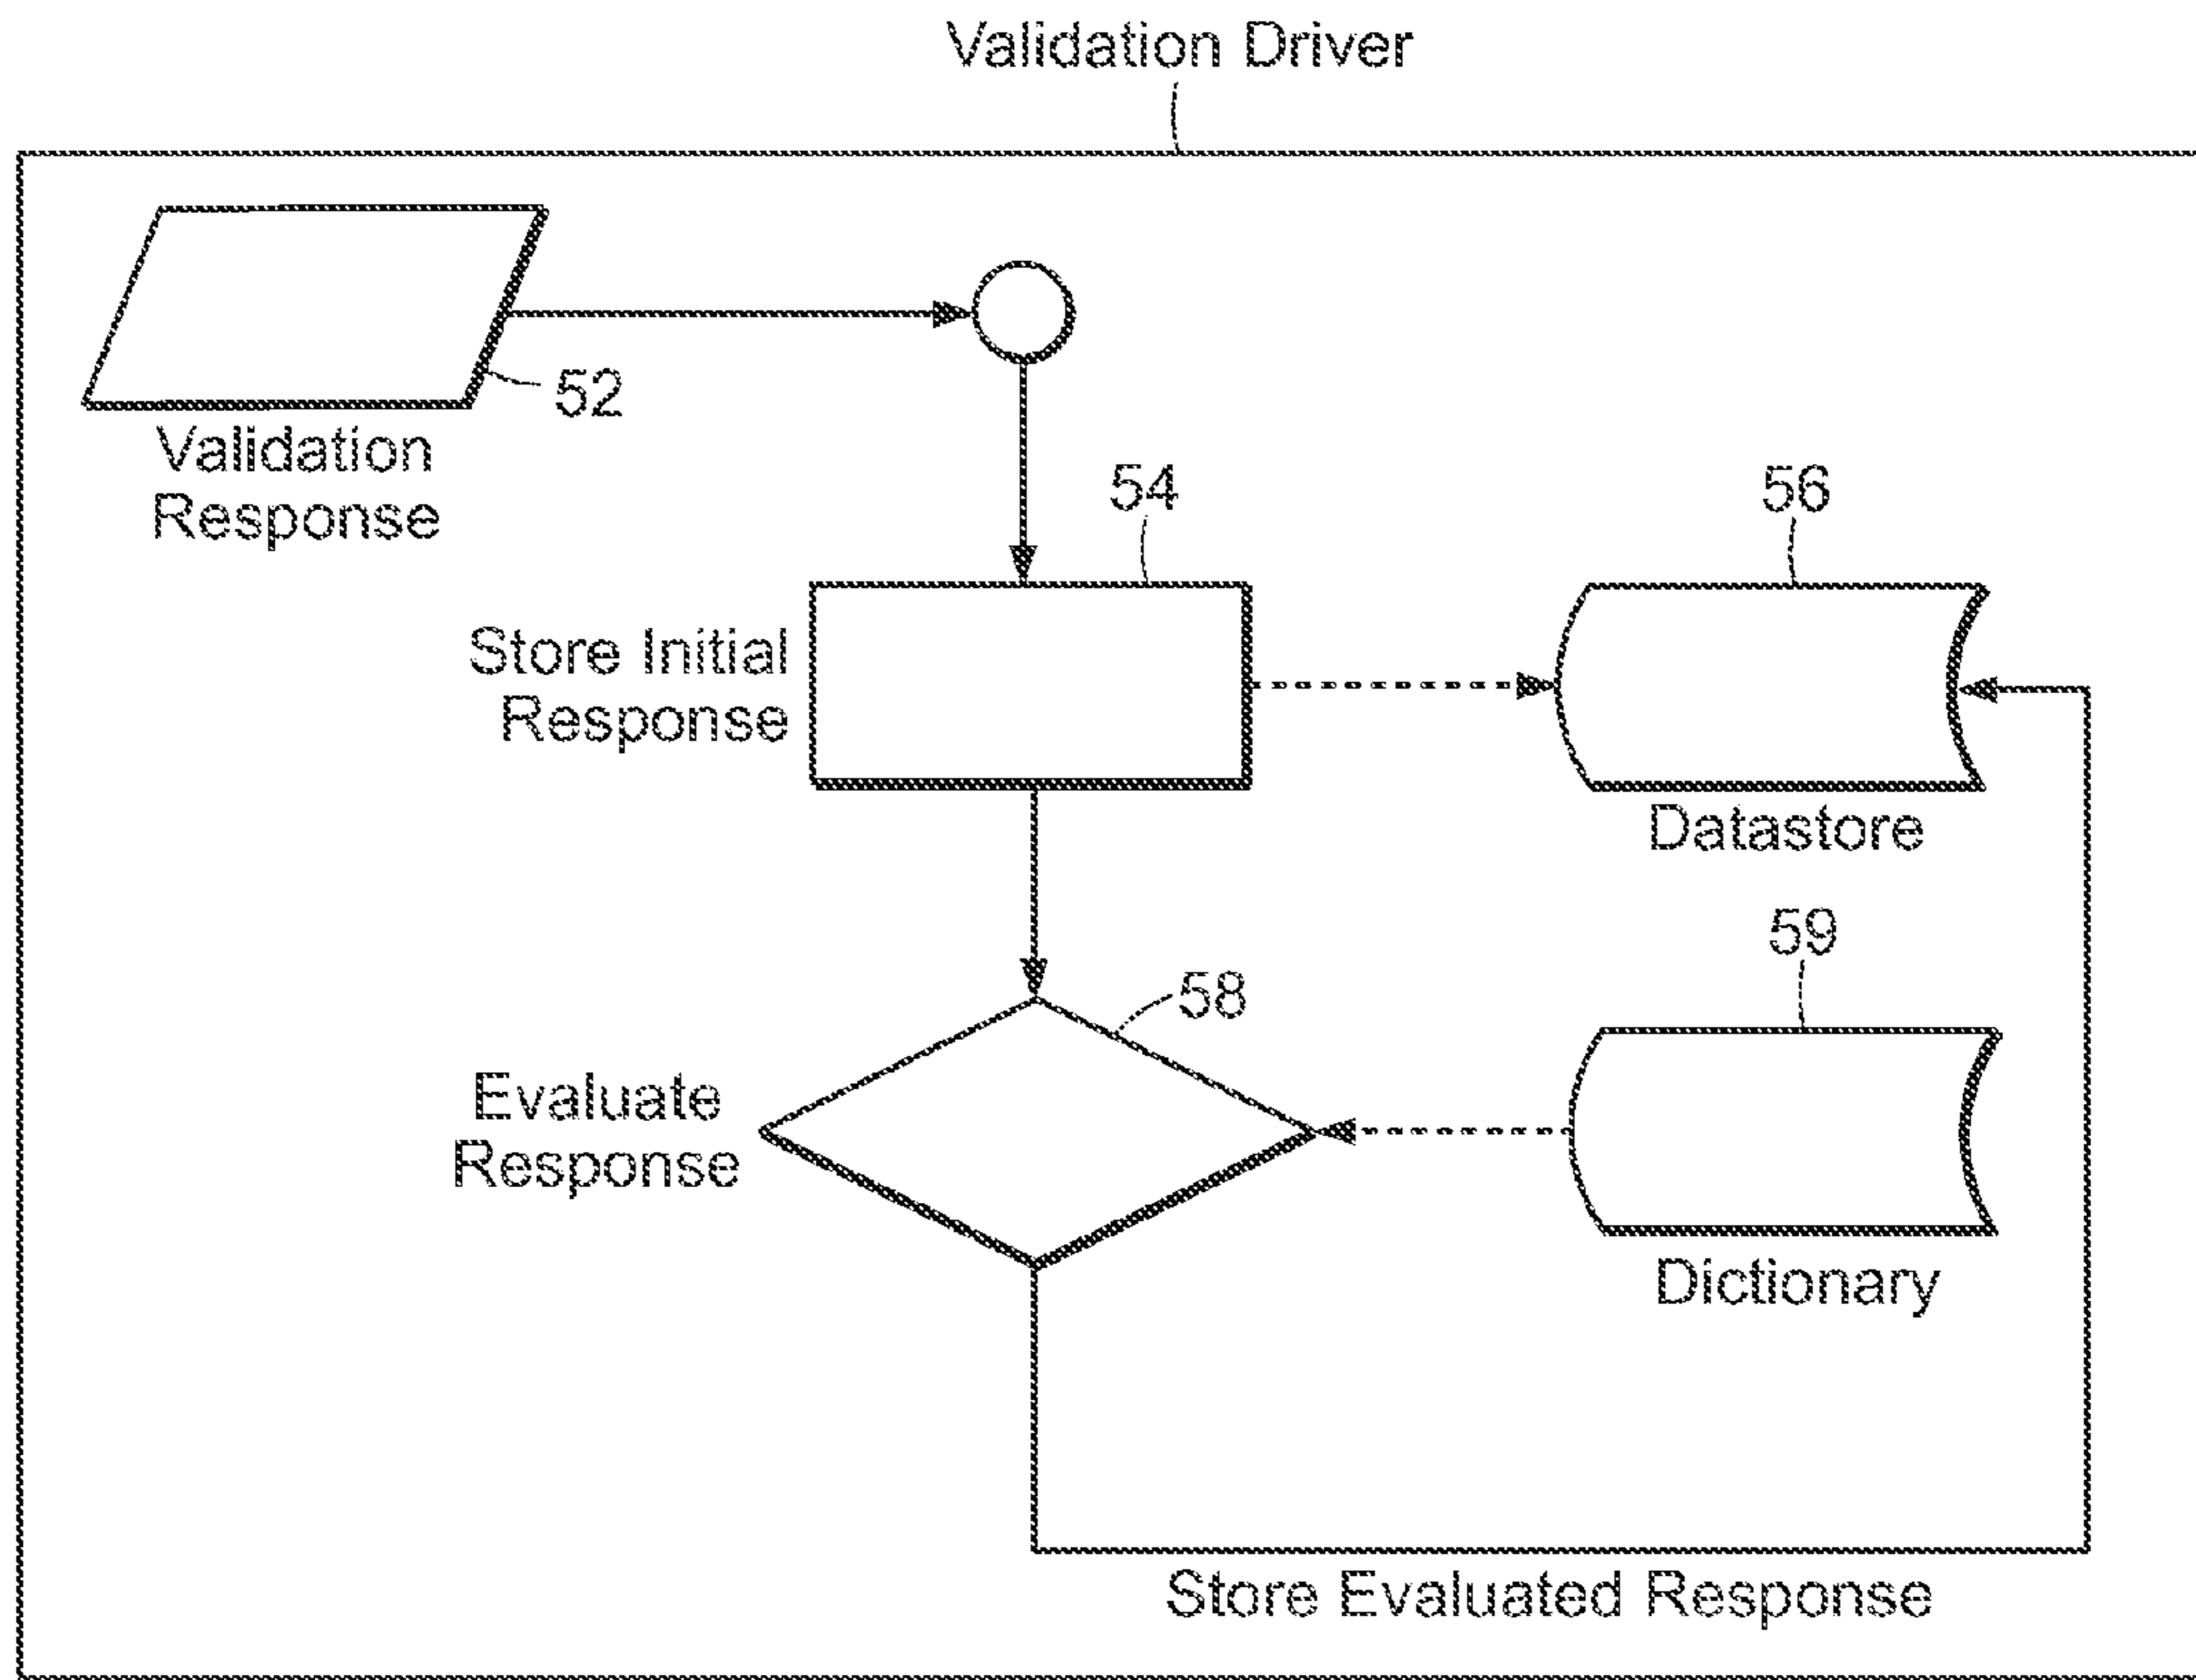 Validation Driver
52
Validation
Response
54
56
Store Initial
Response
Datastore
59
58
Evaluate
Response
Dictionary
Store Evaluated Response